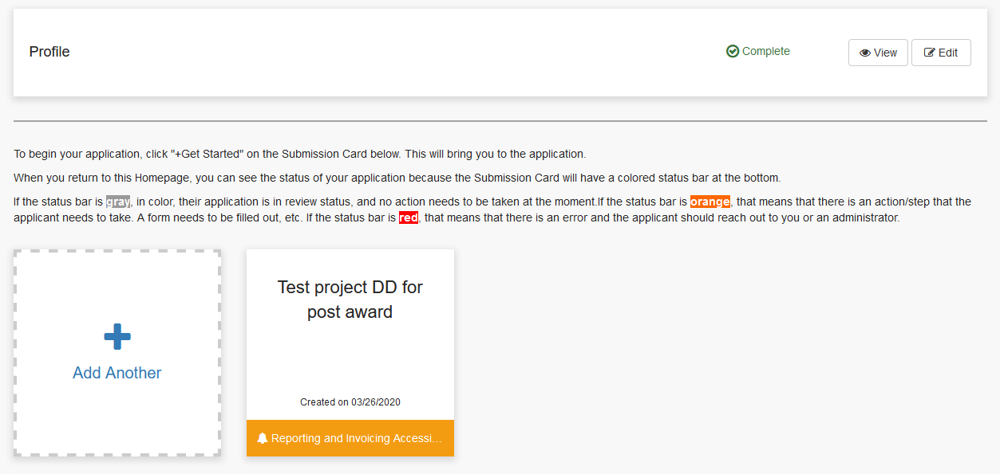 Profile
Complete
View
Edit
To begin your application, click "+Get Started" on the Submission Card below. This will bring you to the application.
When you return to this Homepage, you can see the status of your application because the Submission Card will have a colored status bar at the bottom.
If the status bar is gray, in color, their application is in review status, and no action needs to be taken at the moment.If the status bar is orange, that means that there is an action/step that the
applicant needs to take. A form needs to be filled out, etc. If the status bar is red, that means that there is an error and the applicant should reach out to you or an administrator.
Add Another
Test project DD for
post award
Created on 03/26/2020
Reporting and Invoicing Accessi...